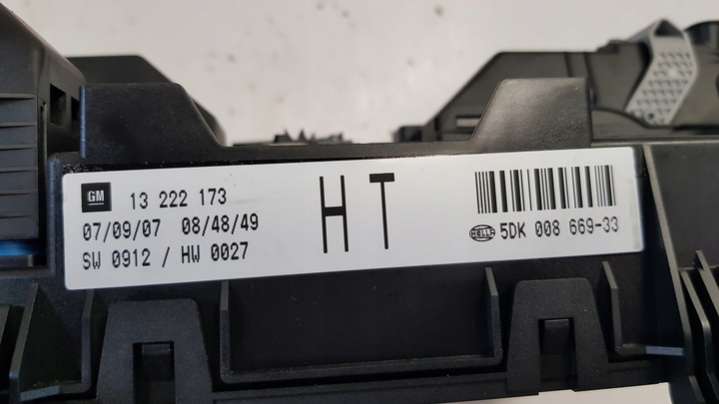 GM 13 222 173
07/09/07 08/48/49
SW 0912 / HW 0027
HT
HELLA 5DK 008 669-33